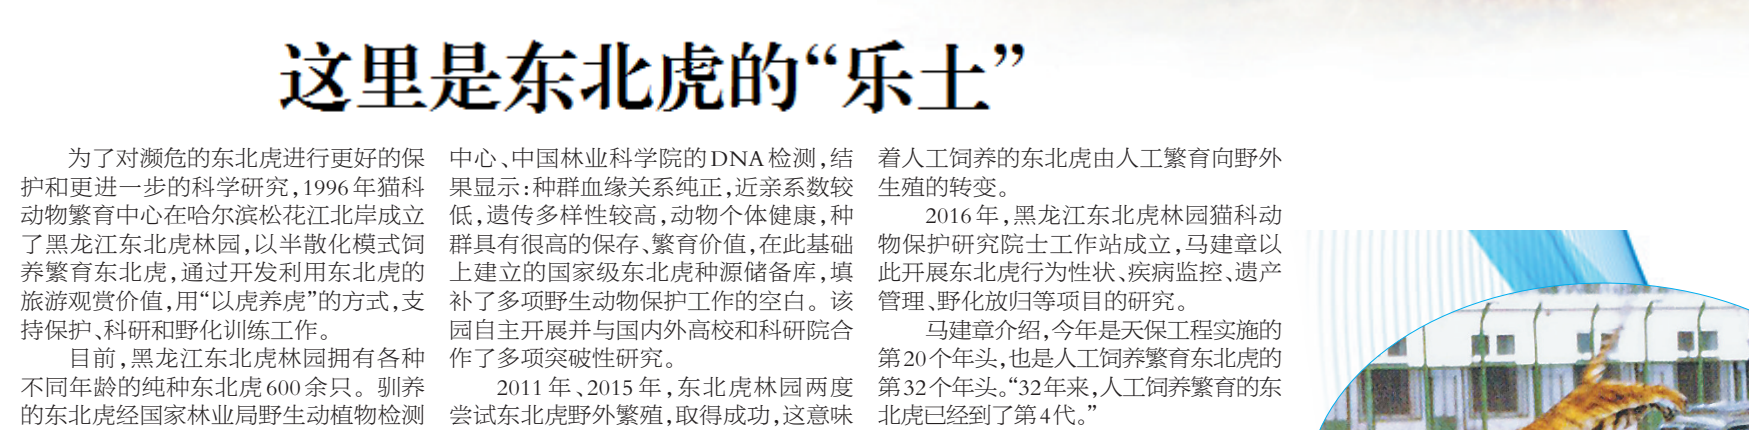 这里是东北虎的“乐士”
为了对濒危的东北虎进行更好的保
护和更进一步的科学研究，1996年猫科
动物繁育中心在哈尔滨松花江北岸成立
了黑龙江东北虎林园，以半散化模式饲
养繁育东北虎，通过开发利用东北虎的
旅游观赏价值，用“以虎养虎”的方式，支
持保护、科研和野化训练工作。
目前，黑龙江东北虎林园拥有各种
不同年龄的纯种东北虎600余只。驯养
的东北虎经国家林业局野生动植物检测
中心、中国林业科学院的DNA检测，结
果显示：种群血缘关系纯正，近亲系数较
低，遗传多样性较高，动物个体健康，种
群具有很高的保存、繁育价值，在此基础
上建立的国家级东北虎种源储备库，填
补了多项野生动物保护工作的空白。该
园自主开展并与国内外高校和科研院合
作了多项突破性研究。
2011年、2015年，东北虎林园两度
尝试东北虎野外繁殖，取得成功，这意味
着人工饲养的东北虎由人工繁育向野外
生殖的转变。
2016年，黑龙江东北虎林园猫科动
物保护研究院士工作站成立，马建章以
此开展东北虎行为性状、疾病监控、遗产
管理、野化放归等项目的研究。
马建章介绍，今年是天保工程实施的
第20个年头，也是人工饲养繁育东北虎的
第32个年头。“32年来，人工饲养繁育的东
北虎已经到了第4代。”